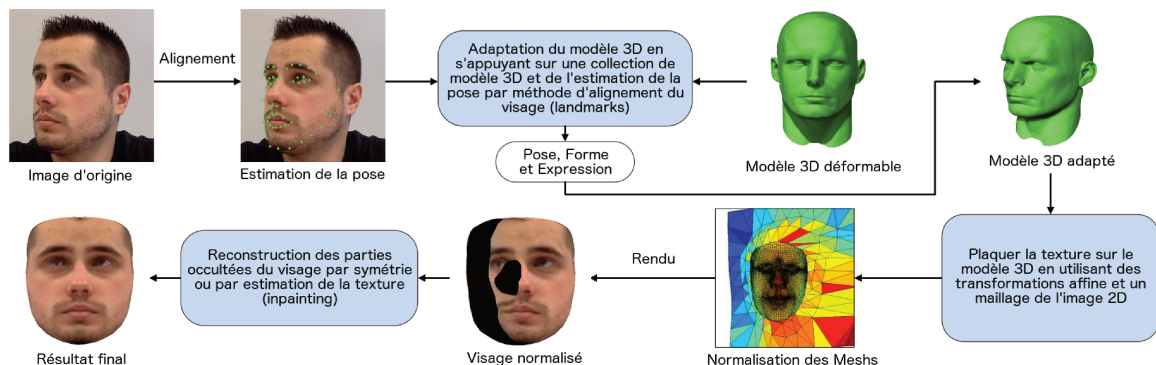 Alignement
Adaptation du modèle 3D en
s'appuyant sur une collection de
modèle 3D et de l'estimation de la
pose par méthode d'alignement du
visage (landmarks)
Image d'origine
Estimation de la pose
Pose, Forme
et Expression
Modèle 3D déformable
Modèle 3D adapté
Reconstruction des parties
occultées du visage par symétrie
ou par estimation de la texture
(inpainting)
Rendu
Plaquer la texture sur le
modèle 3D en utilisant des
transformations affine et un
maillage de l'image 2D
Résultat final
Visage normalisé
Normalisation des Meshs